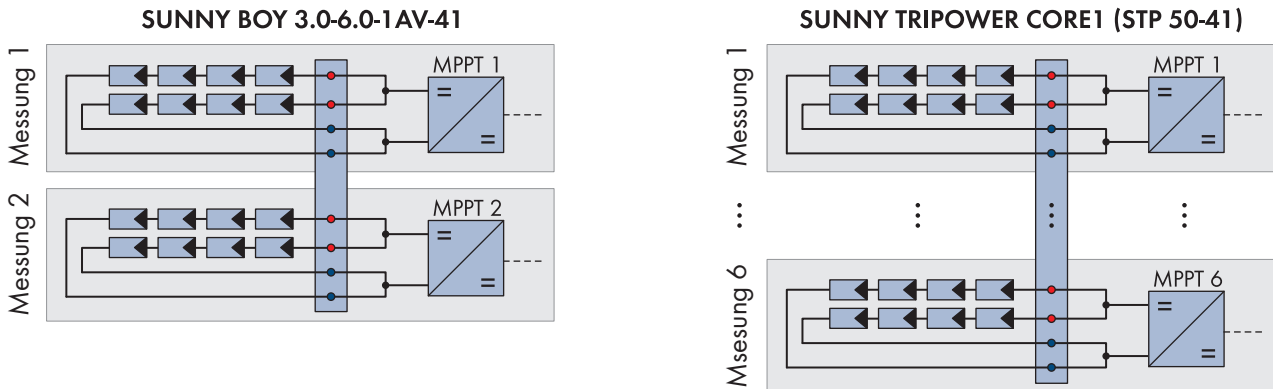 SUNNY BOY 3.0-6.0-1AV-41
Messung 1
MPPT 1
=
=
Messung 2
MPPT 2
=
=
SUNNY TRIPOWER CORE1 (STP 50-41)
Messung 1
MPPT 1
=
=
Msesung 6
MPPT 6
=
=